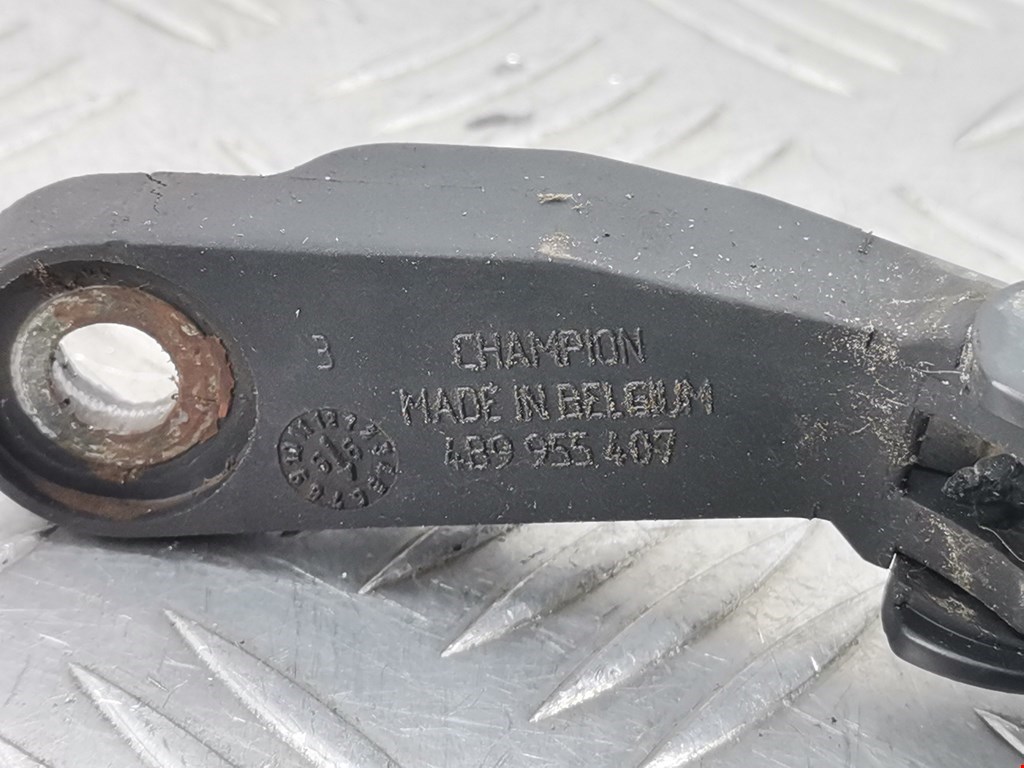 3
CHAMPION
MADE IN BELGIUM
4B9 955 407